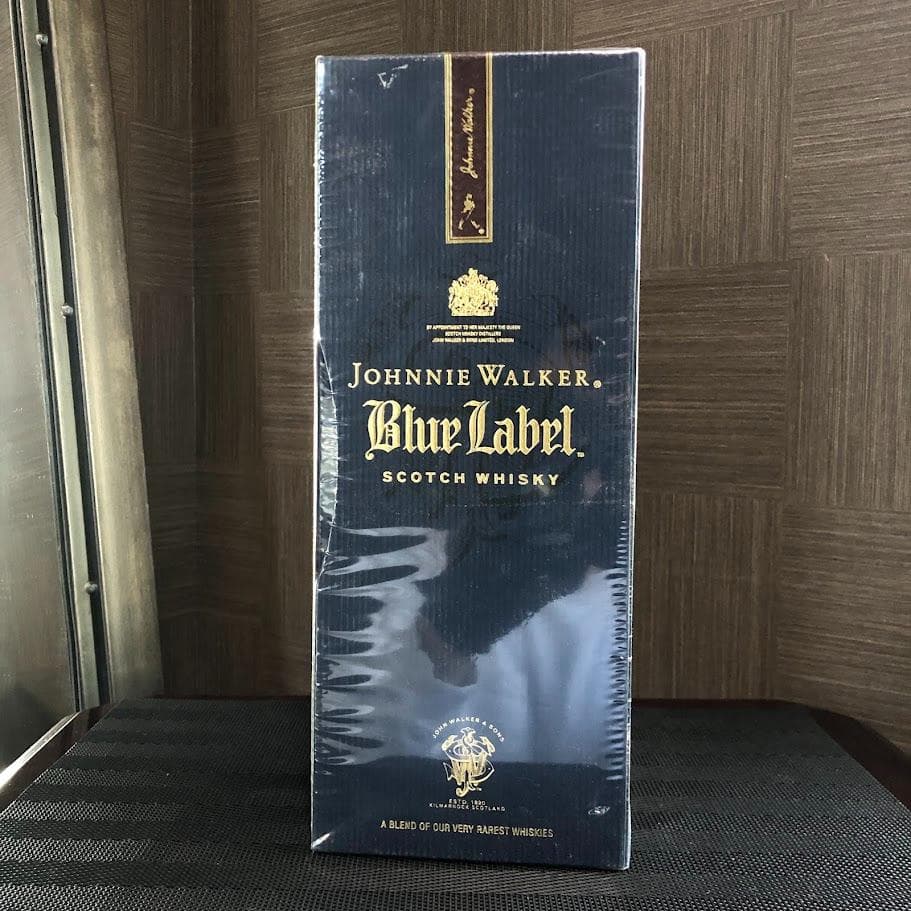 Johnnie Walker®
BY APPOINTMENT TO HER MAJESTY THE QUEEN
SCOTCH WHISKY DISTILLERS
JOHN WALKER & SONS LIMITED, LONDON
JOHNNIE WALKER®
Blue Label™
SCOTCH WHISKY
JOHN WALKER & SONS
ESTD. 1820
KILMARNOCK SCOTLAND
A BLEND OF OUR VERY RAREST WHISKIES